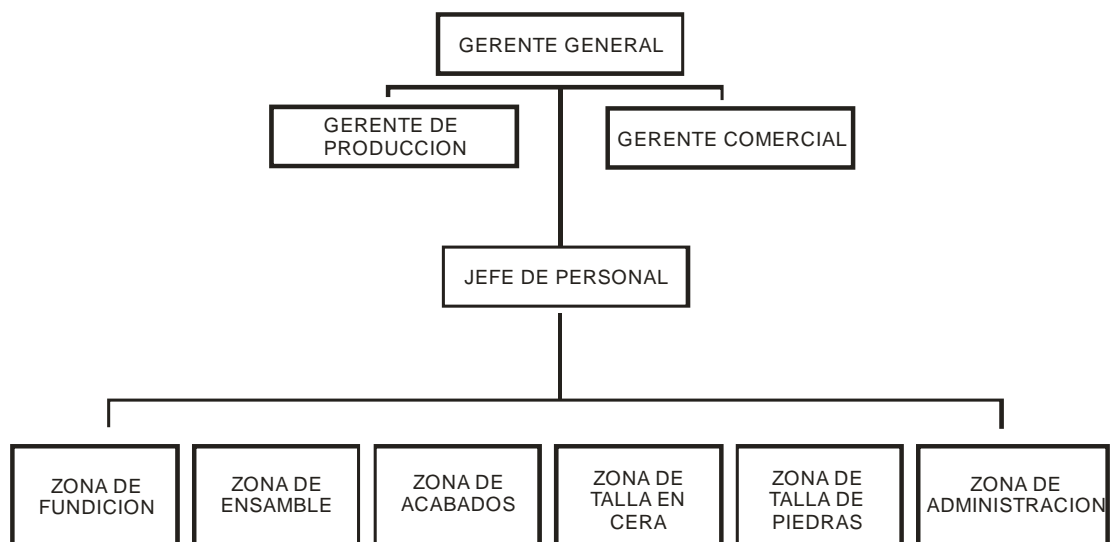 GERENTE GENERAL
GERENTE DE
PRODUCCION
GERENTE COMERCIAL
JEFE DE PERSONAL
ZONA DE
FUNDICION
ZONA DE
ENSAMBLE
ZONA DE
ACABADOS
ZONA DE
TALLA EN
CERA
ZONA DE
TALLA DE
PIEDRAS
ZONA DE
ADMINISTRACION